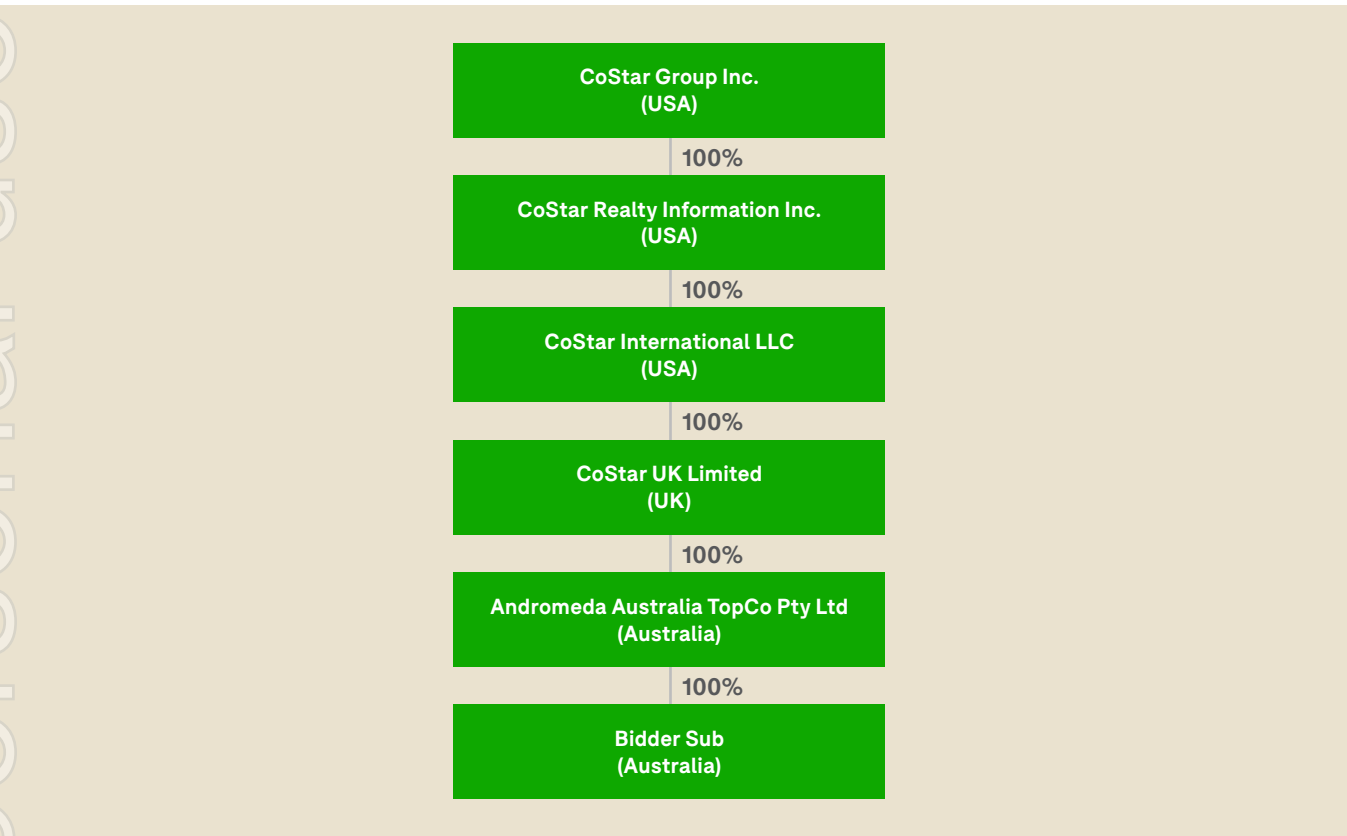 CoStar Group Inc.
(USA)
100%
CoStar Realty Information Inc.
(USA)
100%
CoStar International LLC
(USA)
100%
CoStar UK Limited
(UK)
100%
Andromeda Australia TopCo Pty Ltd
(Australia)
100%
Bidder Sub
(Australia)